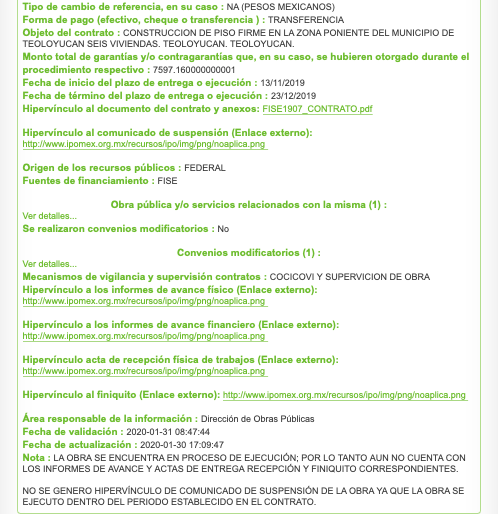 Tipo de cambio de referencia, en su caso : NA (PESOS MEXICANOS)
Forma de pago (efectivo, cheque o transferencia ) : TRANSFERENCIA
Objeto del contrato : CONSTRUCCION DE PISO FIRME EN LA ZONA PONIENTE DEL MUNICIPIO DE
TEOLOYUCAN SEIS VIVIENDAS. TEOLOYUCAN. TEOLOYUCAN.
Monto total de garantías y/o contragarantías que, en su caso, se hubieren otorgado durante el
procedimiento respectivo : 7597.160000000001
Fecha de inicio del plazo de entrega o ejecución : 13/11/2019
Fecha de término del plazo de entrega o ejecución : 23/12/2019
Hipervínculo al documento del contrato y anexos: FISE1907_CONTRATO.pdf
Hipervínculo al comunicado de suspensión (Enlace externo):
http://www.ipomex.org.mx/recursos/ipo/img/png/noaplica.png
Origen de los recursos públicos : FEDERAL
Fuentes de financiamiento : FISE
Obra pública y/o servicios relacionados con la misma (1) :
Ver detalles...
Se realizaron convenios modificatorios : No
Convenios modificatorios (1) :
Ver detalles...
Mecanismos de vigilancia y supervisión contratos : COCICOVI Y SUPERVICION DE OBRA
Hipervínculo a los informes de avance físico (Enlace externo):
http://www.ipomex.org.mx/recursos/ipo/img/png/noaplica.png
Hipervínculo a los informes de avance financiero (Enlace externo):
http://www.ipomex.org.mx/recursos/ipo/img/png/noaplica.png
Hipervínculo acta de recepción física de trabajos (Enlace externo):
http://www.ipomex.org.mx/recursos/ipo/img/png/noaplica.png
Hipervínculo al finiquito (Enlace externo): http://www.ipomex.org.mx/recursos/ipo/img/png/noaplica.png
Área responsable de la información : Dirección de Obras Públicas
Fecha de validación : 2020-01-31 08:47:44
Fecha de actualización : 2020-01-30 17:09:47
Nota : LA OBRA SE ENCUENTRA EN PROCESO DE EJECUCIÓN; POR LO TANTO AUN NO CUENTA CON
LOS INFORMES DE AVANCE Y ACTAS DE ENTREGA RECEPCIÓN Y FINIQUITO CORRESPONDIENTES.
NO SE GENERO HIPERVÍNCULO DE COMUNICADO DE SUSPENSIÓN DE LA OBRA YA QUE LA OBRA SE
EJECUTO DENTRO DEL PERIODO ESTABLECIDO EN EL CONTRATO.